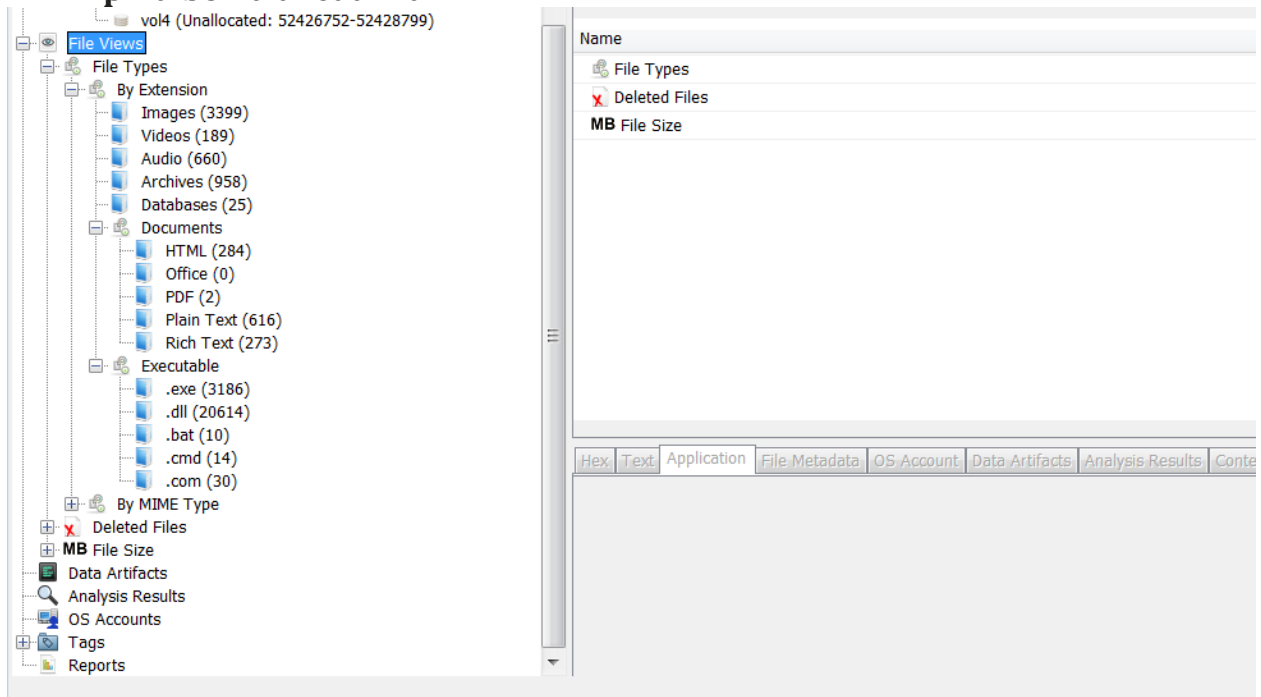 vol4 (Unallocated: 52426752-52428799)
File Views
File Types
By Extension
Images (3399)
Videos (189)
Audio (660)
Archives (958)
Databases (25)
Documents
HTML (284)
Office (0)
PDF (2)
Plain Text (616)
Rich Text (273)
Executable
.exe (3186)
.dll (20614)
.bat (10)
.cmd (14)
.com (30)
By MIME Type
Deleted Files
MB File Size
Data Artifacts
Analysis Results
OS Accounts
Tags
Reports
Name
File Types
Deleted Files
MB File Size
Hex Text Application File Metadata OS Account Data Artifacts Analysis Results Conte